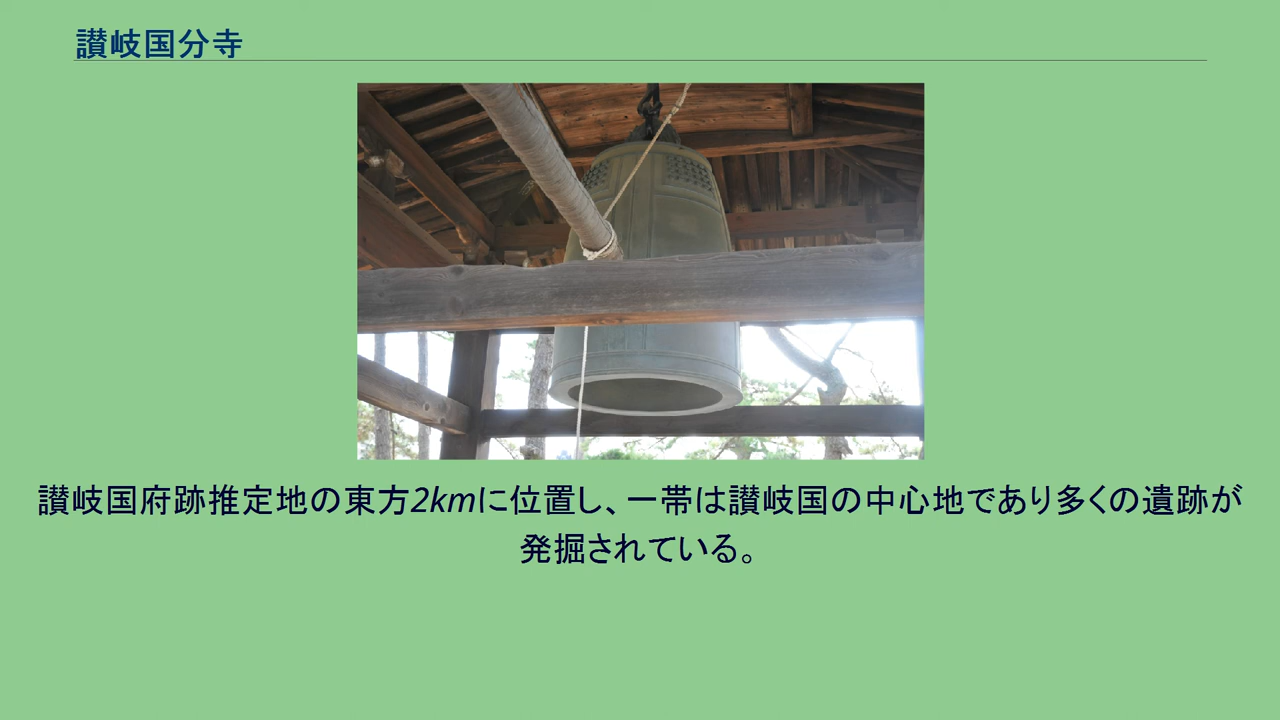 讃岐国分寺
讃岐国府跡推定地の東方2kmに位置し、一帯は讃岐国の中心地であり多くの遺跡が
発掘されている。